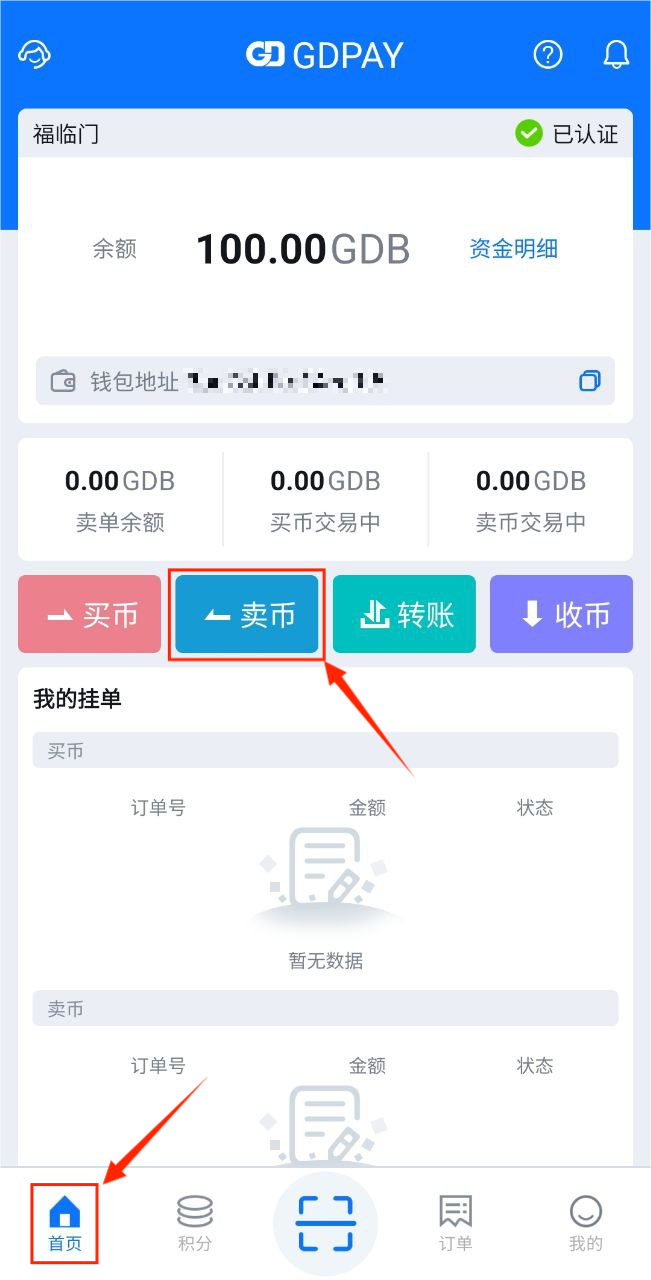 GDPAY
福临门 已认证
余额 100.00GDB 资金明细
钱包地址
0.00GDB 0.00GDB 0.00GDB
卖单余额 买币交易中 卖币交易中
买币 卖币 转账 收币
我的挂单
买币
订单号 金额 状态
暂无数据
卖币
订单号 金额 状态
首页 积分 订单 我的